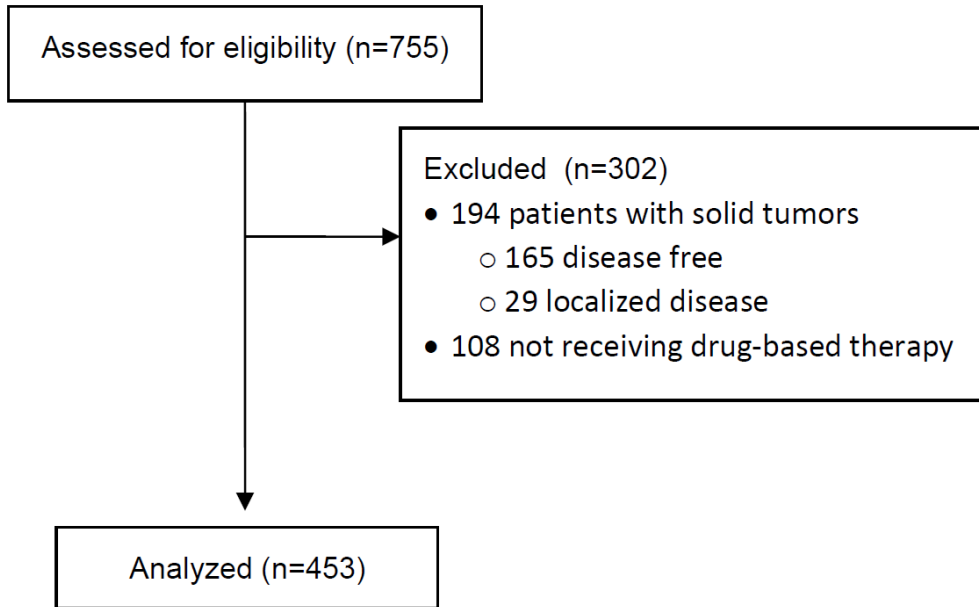 Assessed for eligibility (n=755)
Excluded (n=302)
• 194 patients with solid tumors
○ 165 disease free
○ 29 localized disease
• 108 not receiving drug-based therapy
Analyzed (n=453)